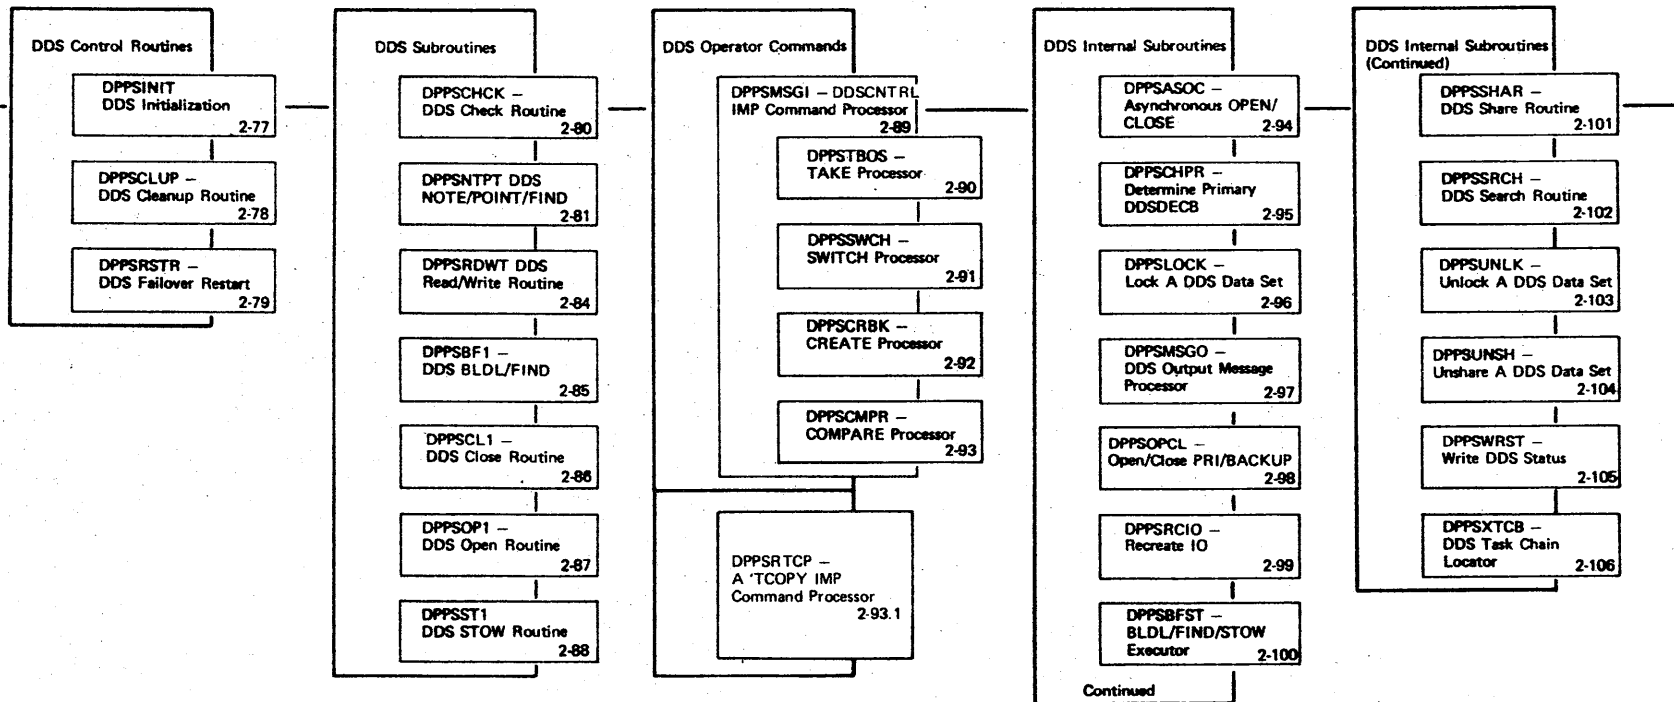 DDS Control Routines
DPPSINIT
DDS Initialization
2-77
DPPSCLUP –
DDS Cleanup Routine
2-78
DPPSRSTR –
DDS Failover Restart
2-79
DDS Subroutines
DPPSCHCK –
DDS Check Routine
2-80
DPPSNTPT DDS
NOTE/POINT/FIND
2-81
DPPSRDWT DDS
Read/Write Routine
2-84
DPPSBF1 –
DDS BLDL/FIND
2-85
DPPSCL1 –
DDS Close Routine
2-86
DPPSOP1 –
DDS Open Routine
2-87
DPPSST1
DDS STOW Routine
2-88
DDS Operator Commands
DPPSMSGI – DDSCNTRL
IMP Command Processor
2-89
DPPSTBOS –
TAKE Processor
2-90
DPPSSWCH –
SWITCH Processor
2-91
DPPSCRBK –
CREATE Processor
2-92
DPPSCMPR –
COMPARE Processor
2-93
DPPSRTCP –
A 'TCOPY IMP
Command Processor
2-93.1
DDS Internal Subroutines
DPPSASOC –
Asynchronous OPEN/
CLOSE
2-94
DPPSCHPR –
Determine Primary
DDSDECB
2-95
DPPSLOCK –
Lock A DDS Data Set
2-96
DPPSMSGO –
DDS Output Message
Processor
2-97
DPPSOPCL –
Open/Close PRI/BACKUP
2-98
DPPSRCIO –
Recreate IO
2-99
DPPSBFST –
BLDL/FIND/STOW
Executor
2-100
Continued
DDS Internal Subroutines
(Continued)
DPPSSHAR –
DDS Share Routine
2-101
DPPSSRCH –
DDS Search Routine
2-102
DPPSUNLK –
Unlock A DDS Data Set
2-103
DPPSUNSH –
Unshare A DDS Data Set
2-104
DPPSWRST –
Write DDS Status
2-105
DPPSXTCB –
DDS Task Chain
Locator
2-106